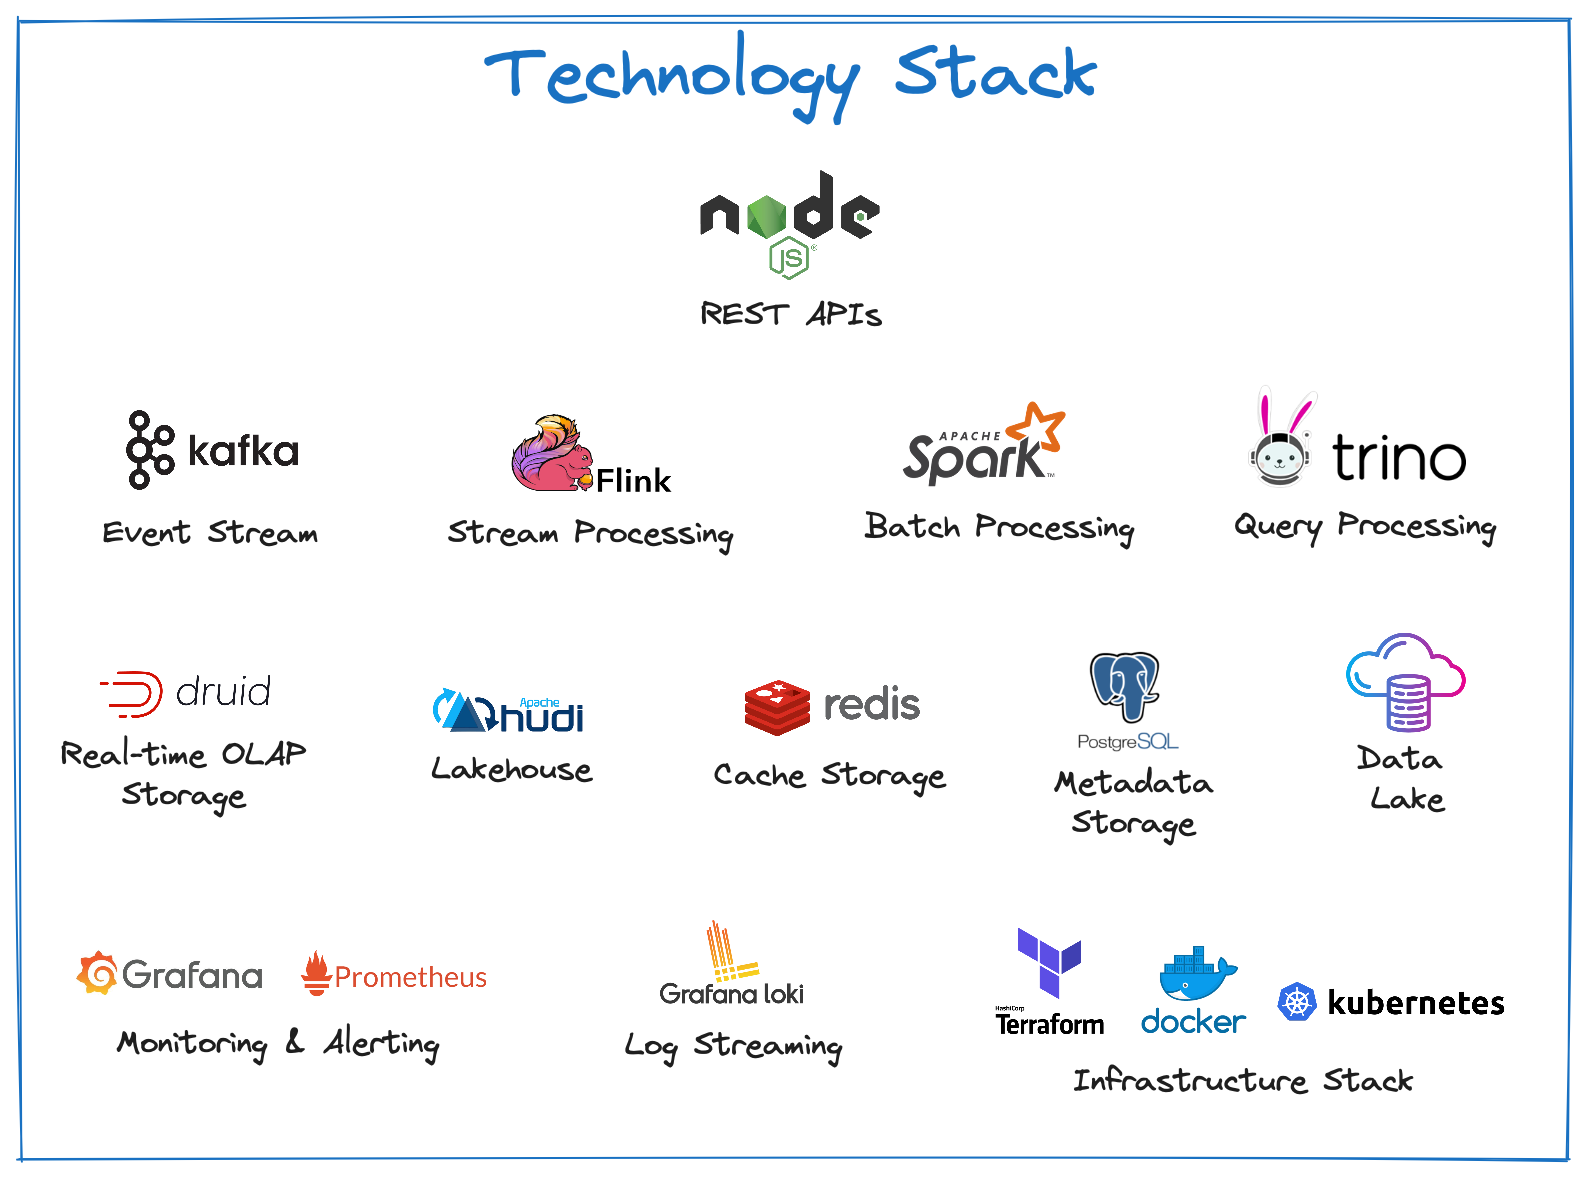 Technology Stack
node
JS ®
REST APIs
kafka
Flink
APACHE
Spark ™
trino
Event Stream
Stream Processing
Batch Processing
Query Processing
druid
Apache
hudi
redis
PostgreSQL
Real-time OLAP
Storage
Lakehouse
Cache Storage
Metadata
Storage
Data
Lake
Grafana
Prometheus
Monitoring & Alerting
Grafana loki
Log Streaming
HashiCorp
Terraform
docker
kubernetes
Infrastructure Stack